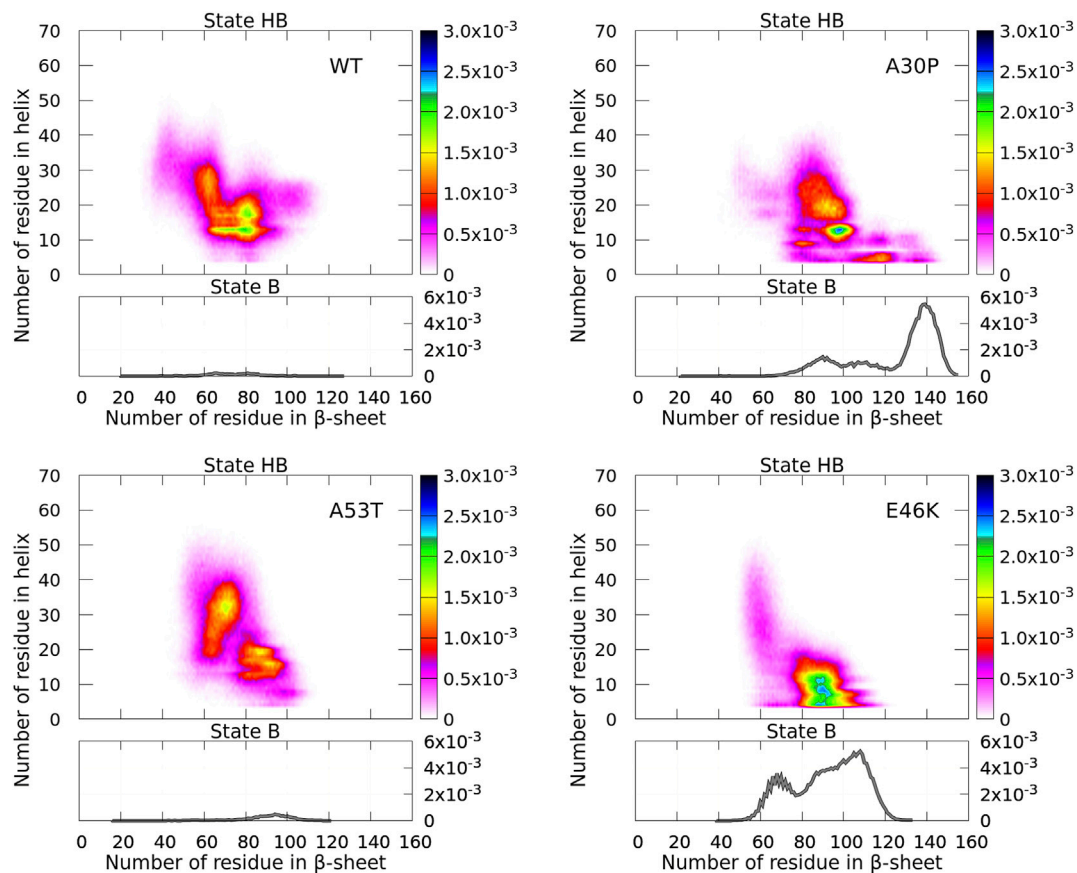 State HB
70
60
50
40
30
20
10
0
Number of residue in helix
WT
3.0x10⁻³
2.5x10⁻³
2.0x10⁻³
1.5x10⁻³
1.0x10⁻³
0.5x10⁻³
0
State B
6x10⁻³
4x10⁻³
2x10⁻³
0
0 20 40 60 80 100 120 140 160
Number of residue in β-sheet
State HB
70
60
50
40
30
20
10
0
Number of residue in helix
A30P
3.0x10⁻³
2.5x10⁻³
2.0x10⁻³
1.5x10⁻³
1.0x10⁻³
0.5x10⁻³
0
State B
6x10⁻³
4x10⁻³
2x10⁻³
0
0 20 40 60 80 100 120 140 160
Number of residue in β-sheet
State HB
70
60
50
40
30
20
10
0
Number of residue in helix
A53T
3.0x10⁻³
2.5x10⁻³
2.0x10⁻³
1.5x10⁻³
1.0x10⁻³
0.5x10⁻³
0
State B
6x10⁻³
4x10⁻³
2x10⁻³
0
0 20 40 60 80 100 120 140 160
Number of residue in β-sheet
State HB
70
60
50
40
30
20
10
0
Number of residue in helix
E46K
3.0x10⁻³
2.5x10⁻³
2.0x10⁻³
1.5x10⁻³
1.0x10⁻³
0.5x10⁻³
0
State B
6x10⁻³
4x10⁻³
2x10⁻³
0
0 20 40 60 80 100 120 140 160
Number of residue in β-sheet